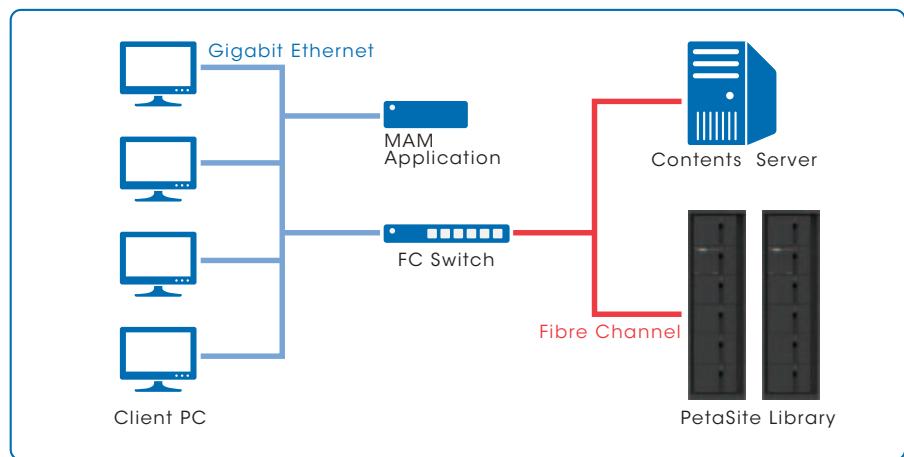 Gigabit Ethernet
MAM
Application
Contents Server
FC Switch
Fibre Channel
Client PC
PetaSite Library